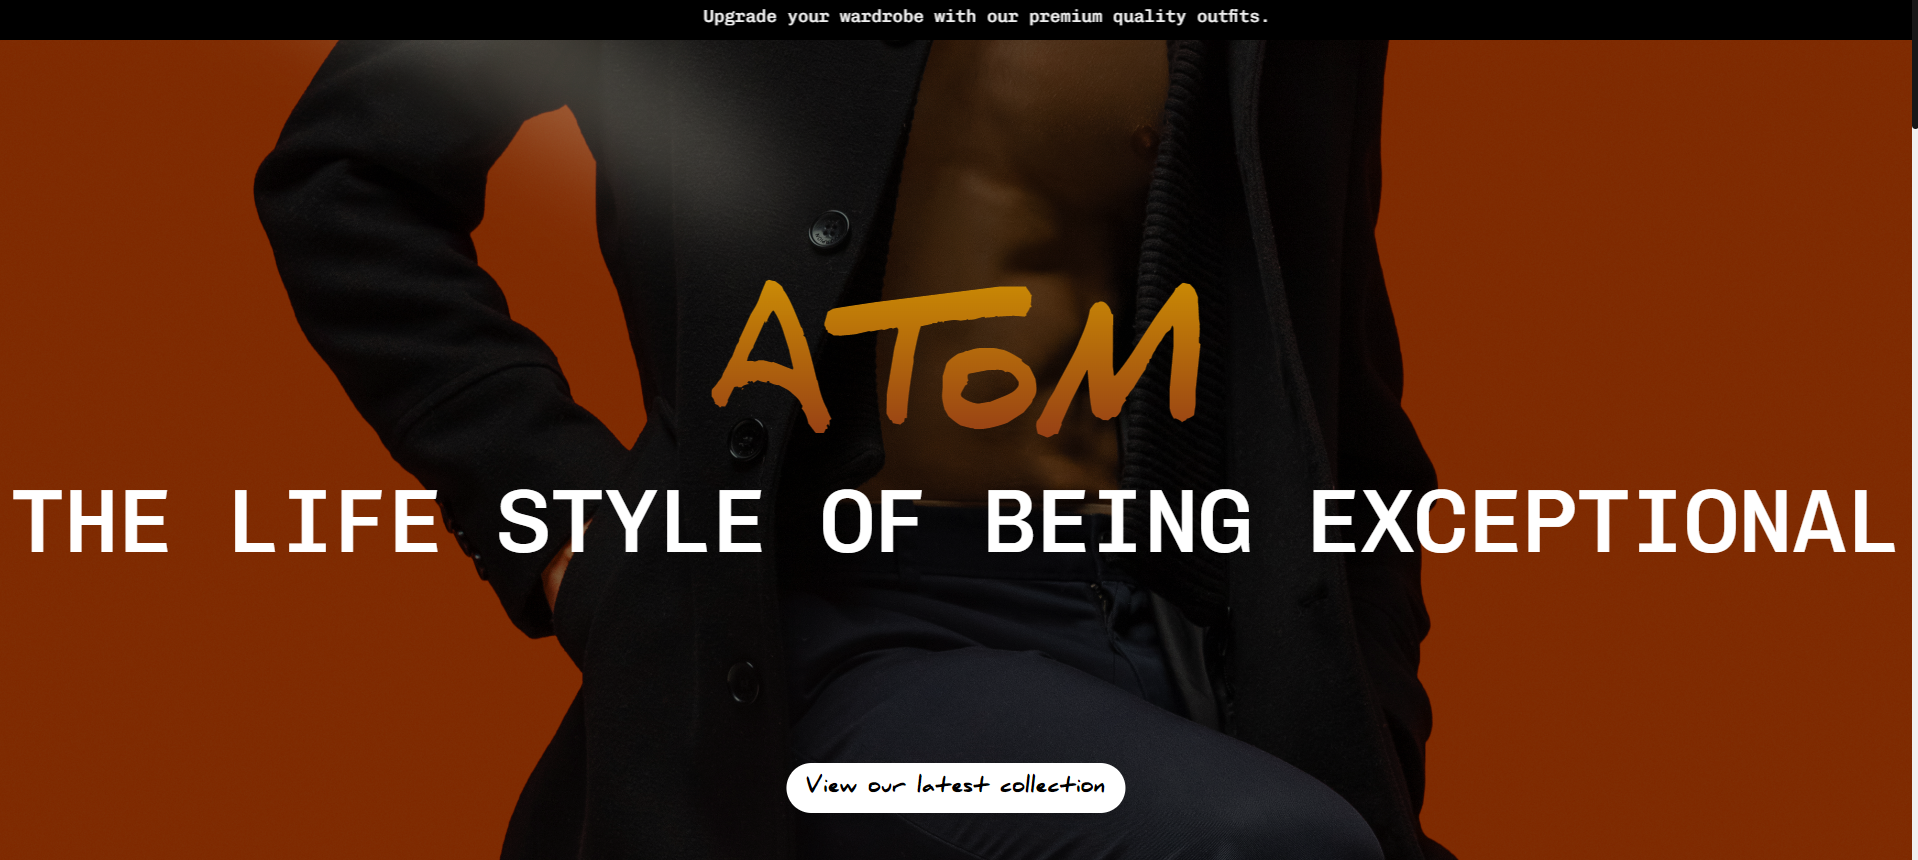 Upgrade your wardrobe with our premium quality outfits.
ATOM
THE LIFE STYLE OF BEING EXCEPTIONAL
View our latest collection